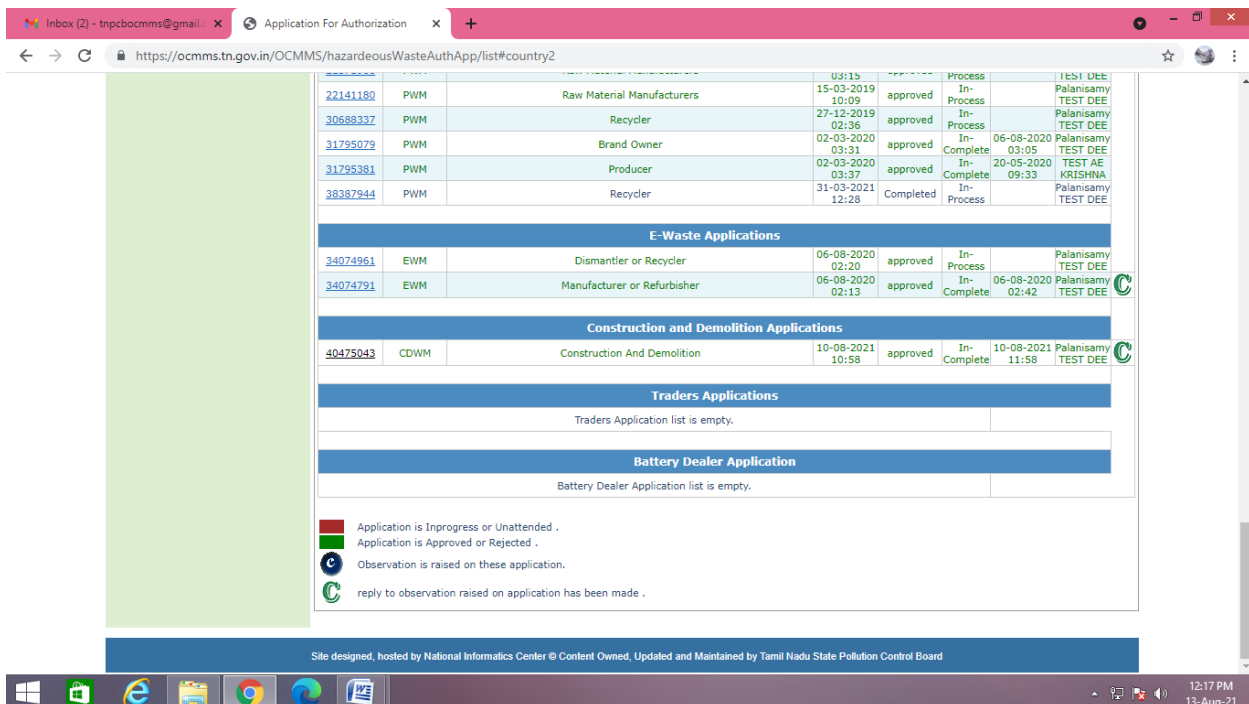 Inbox (2) - tnpcbocmms@gmail.c
Application For Authorization
https://ocmms.tn.gov.in/OCMMS/hazardeousWasteAuthApp/list#country2
03:15 Process TEST DEE
22141180 PWM Raw Material Manufacturers 15-03-2019 10:09 approved In-Process Palanisamy TEST DEE
30688337 PWM Recycler 27-12-2019 02:36 approved In-Process Palanisamy TEST DEE
31795079 PWM Brand Owner 02-03-2020 03:31 approved In-Complete 06-08-2020 03:05 Palanisamy TEST DEE
31795381 PWM Producer 02-03-2020 03:37 approved In-Complete 20-05-2020 09:33 TEST AE KRISHNA
38387944 PWM Recycler 31-03-2021 12:28 Completed In-Process Palanisamy TEST DEE
E-Waste Applications
34074961 EWM Dismantler or Recycler 06-08-2020 02:20 approved In-Process Palanisamy TEST DEE
34074791 EWM Manufacturer or Refurbisher 06-08-2020 02:13 approved In-Complete 06-08-2020 02:42 Palanisamy TEST DEE C
Construction and Demolition Applications
40475043 CDWM Construction And Demolition 10-08-2021 10:58 approved In-Complete 10-08-2021 11:58 Palanisamy TEST DEE C
Traders Applications
Traders Application list is empty.
Battery Dealer Application
Battery Dealer Application list is empty.
Application is Inprogress or Unattended .
Application is Approved or Rejected .
C Observation is raised on these application.
C reply to observation raised on application has been made .
Site designed, hosted by National Informatics Center © Content Owned, Updated and Maintained by Tamil Nadu State Pollution Control Board
12:17 PM
13-Aug-21